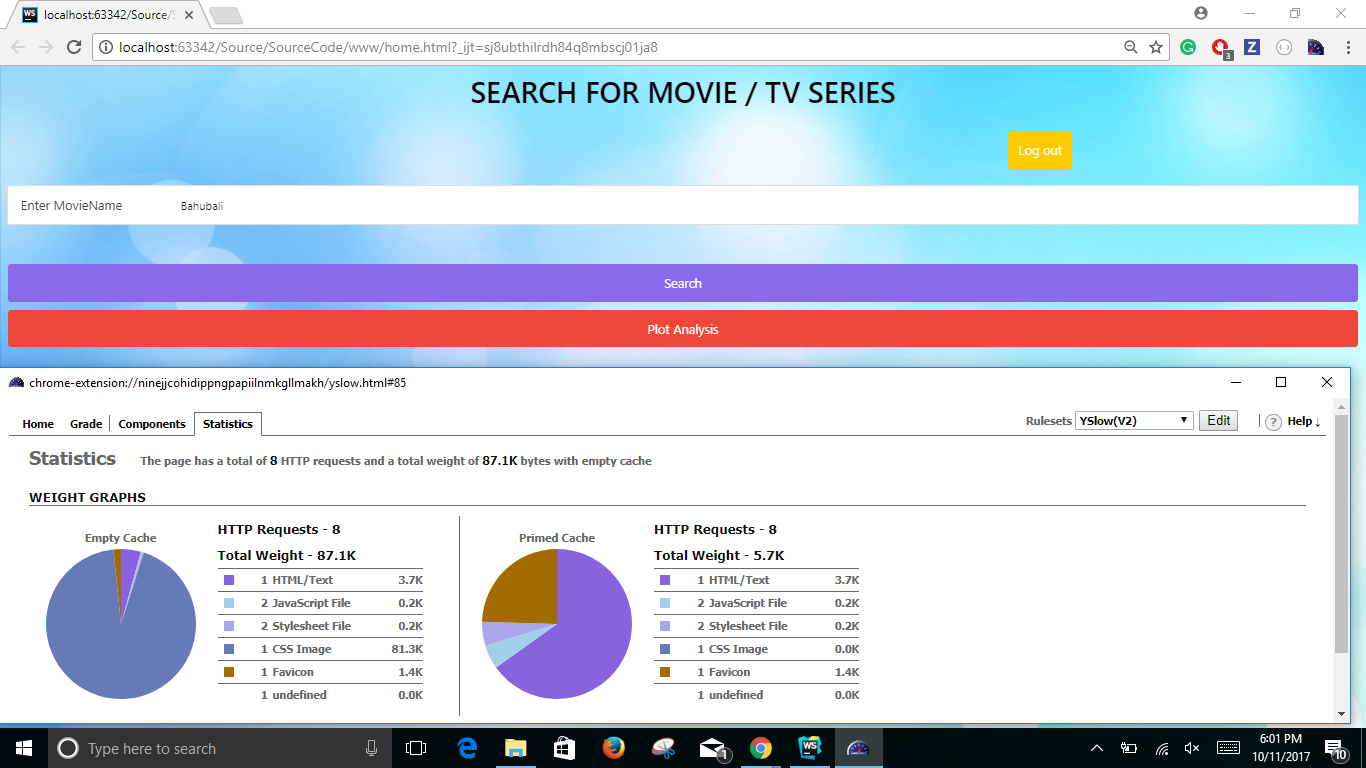 WS localhost:63342/Source/S
localhost:63342/Source/SourceCode/www/home.html?_ijt=sj8ubthilrdh84q8mbscj01ja8
3
Z
SEARCH FOR MOVIE / TV SERIES
Log out
Enter MovieName Bahubali
Search
Plot Analysis
chrome-extension://ninejjcohidippngpapiilnmkgllmakh/yslow.html#85
Home Grade Components Statistics Rulesets YSlow(V2) Edit ? Help ↓
Statistics The page has a total of 8 HTTP requests and a total weight of 87.1K bytes with empty cache
WEIGHT GRAPHS
Empty Cache
HTTP Requests - 8
Total Weight - 87.1K
1 HTML/Text 3.7K
2 JavaScript File 0.2K
2 Stylesheet File 0.2K
1 CSS Image 81.3K
1 Favicon 1.4K
1 undefined 0.0K
Primed Cache
HTTP Requests - 8
Total Weight - 5.7K
1 HTML/Text 3.7K
2 JavaScript File 0.2K
2 Stylesheet File 0.2K
1 CSS Image 0.0K
1 Favicon 1.4K
1 undefined 0.0K
Type here to search
1
WS
6:01 PM
10/11/2017
10